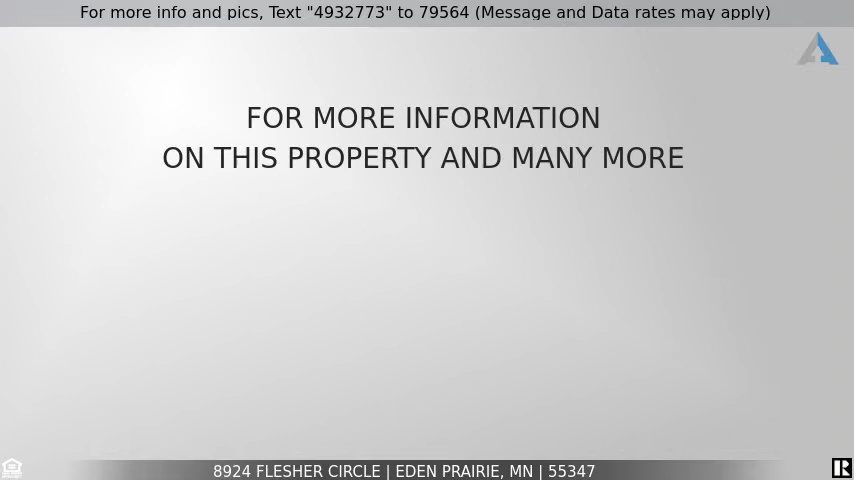 For more info and pics, Text "4932773" to 79564 (Message and Data rates may apply)
FOR MORE INFORMATION
ON THIS PROPERTY AND MANY MORE
8924 FLESHER CIRCLE | EDEN PRAIRIE, MN | 55347